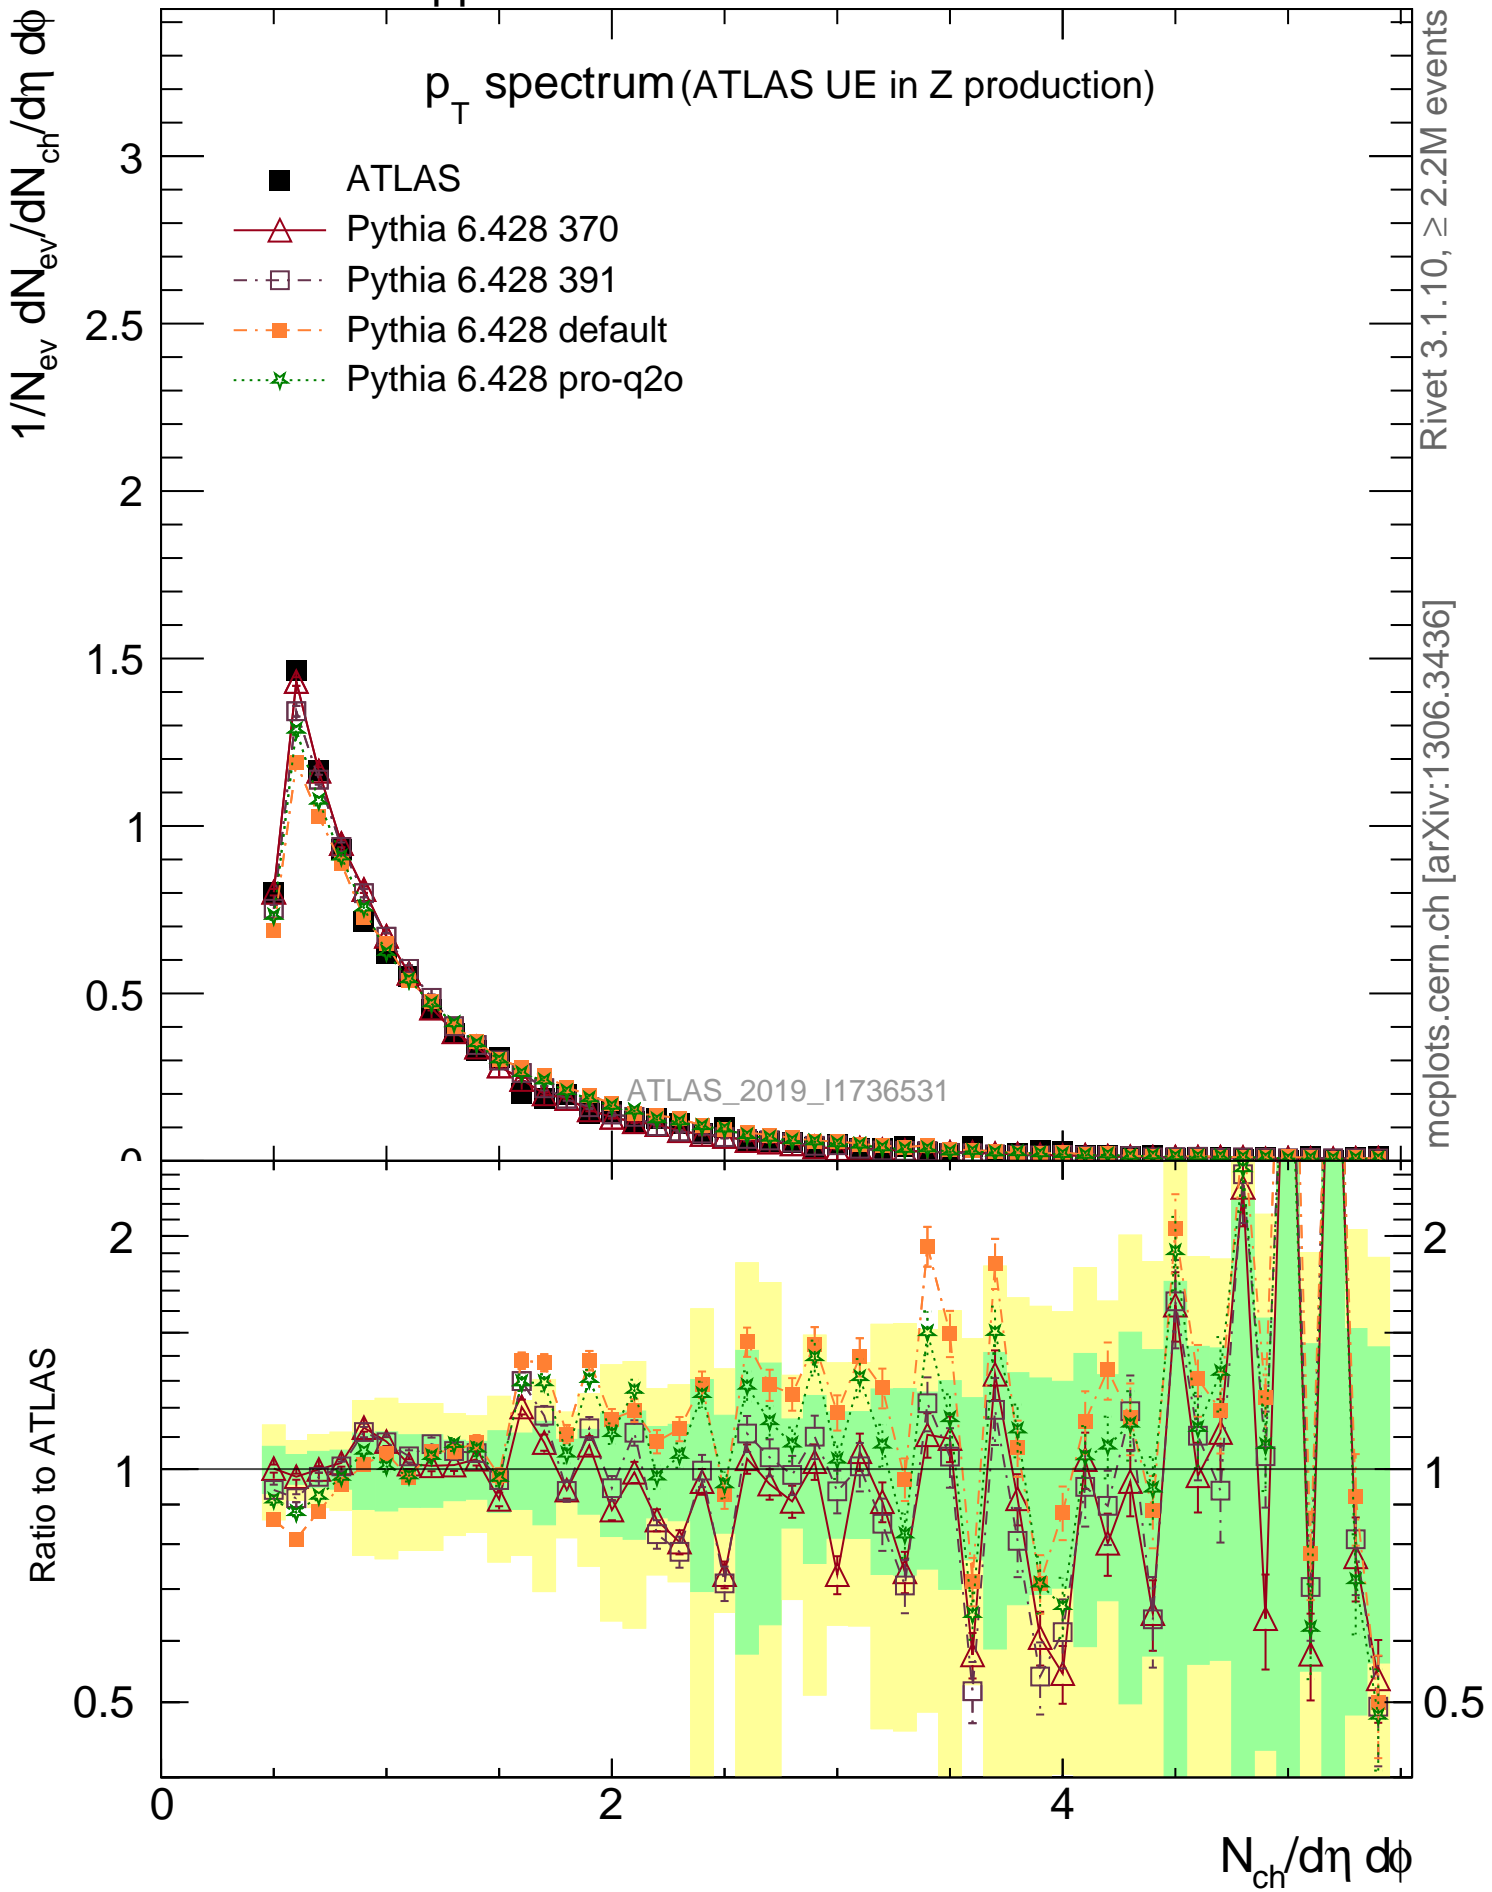 pp
p_T spectrum (ATLAS UE in Z production)
1/N_ev dN_ev/dN_ch/dη dϕ
ATLAS
Pythia 6.428 370
Pythia 6.428 391
Pythia 6.428 default
Pythia 6.428 pro-q2o
3
2.5
2
1.5
1
0.5
0
ATLAS_2019_I1736531
Rivet 3.1.10, ≥ 2.2M events
mcplots.cern.ch [arXiv:1306.3436]
Ratio to ATLAS
2
1
0.5
2
1
0.5
0
2
4
N_ch/dη dϕ